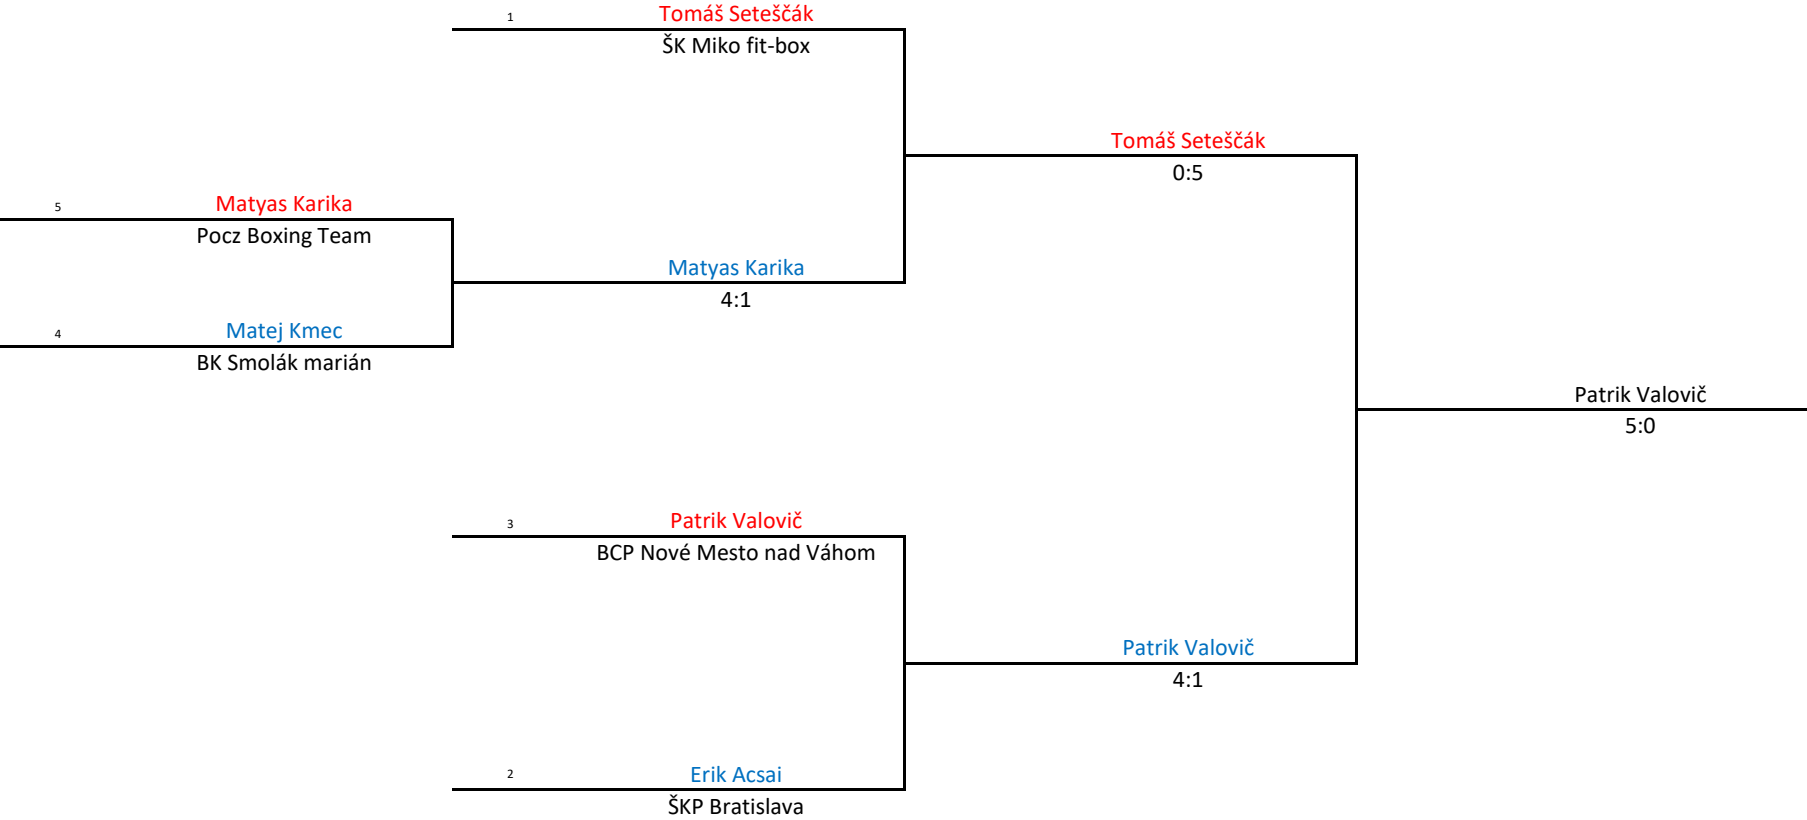 1
Tomáš Seteščák
ŠK Miko fit-box
Tomáš Seteščák
0:5
5
Matyas Karika
Pocz Boxing Team
Matyas Karika
4:1
4
Matej Kmec
BK Smolák marián
Patrik Valovič
5:0
3
Patrik Valovič
BCP Nové Mesto nad Váhom
Patrik Valovič
4:1
2
Erik Acsai
ŠKP Bratislava